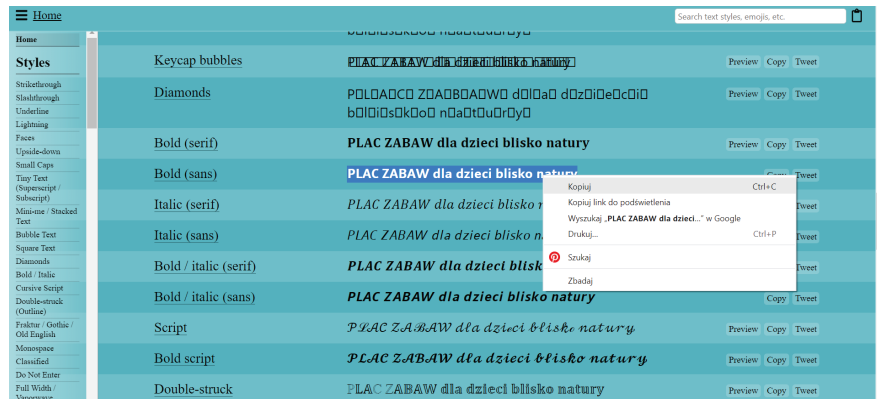 Home
Search text styles, emojis, etc.
Home
Styles
Strikethrough
Slashthrough
Underline
Lightning
Faces
Upside-down
Small Caps
Tiny Text
(Superscript /
Subscript)
Mini-me / Stacked
Text
Bubble Text
Square Text
Diamonds
Bold / Italic
Cursive Script
Double-struck
(Outline)
Fraktur / Gothic /
Old English
Monospace
Classified
Do Not Enter
Full Width /
Keycap bubbles PLAC ZABAW dla dzieci blisko natury Preview Copy Tweet
Diamonds P▯L▯A▯C▯ Z▯A▯B▯A▯W▯ d▯l▯a▯ d▯z▯i▯e▯c▯i▯ Preview Copy Tweet
b▯l▯i▯s▯k▯o▯ n▯a▯t▯u▯r▯y▯
Bold (serif) PLAC ZABAW dla dzieci blisko natury Preview Copy Tweet
Bold (sans) PLAC ZABAW dla dzieci blisko natury Tweet
Italic (serif) PLAC ZABAW dla dzieci blisko Tweet
Italic (sans) PLAC ZABAW dla dzieci blisko Tweet
Bold / italic (serif) PLAC ZABAW dla dzieci Tweet
Bold / italic (sans) PLAC ZABAW dla dzieci blisko natury Copy Tweet
Script PLAC ZABAW dla dzieci blisko natury Preview Copy Tweet
Bold script PLAC ZABAW dla dzieci blisko natury Preview Copy Tweet
Double-struck PLAC ZABAW dla dzieci blisko natury Preview Copy Tweet
Kopiuj Ctrl+C
Kopiuj link do podświetlenia
Wyszukaj „PLAC ZABAW dla dzieci...” w Google
Drukuj... Ctrl+P
Szukaj
Zbadaj